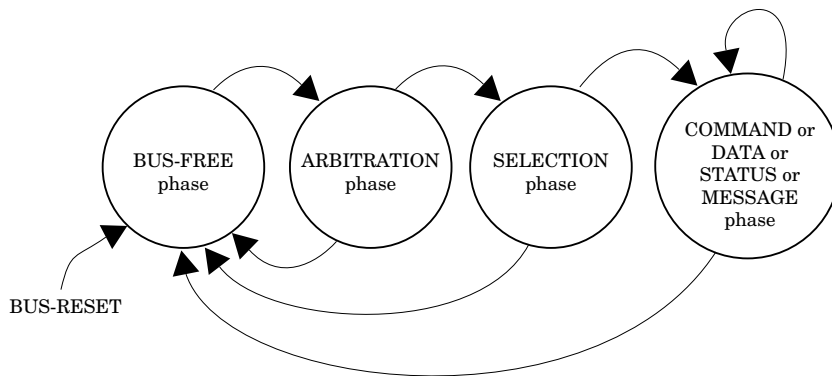 BUS-FREE
phase
ARBITRATION
phase
SELECTION
phase
COMMAND or
DATA or
STATUS or
MESSAGE
phase
BUS-RESET